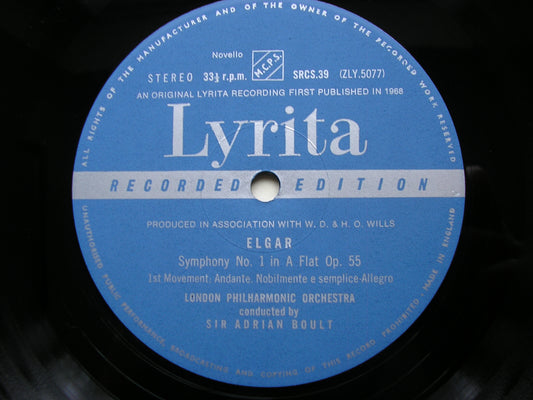 ALL RIGHTS OF THE MANUFACTURER AND OF THE OWNER OF THE RECORDED WORK RESERVED
Novello
M.C.P.S.
STEREO 33⅓ r.p.m. SRCS.39 (ZLY.5077)
AN ORIGINAL LYRITA RECORDING FIRST PUBLISHED IN 1968
Lyrita
RECORDED EDITION
PRODUCED IN ASSOCIATION WITH W. D. & H. O. WILLS
ELGAR
Symphony No. 1 in A Flat Op. 55
1st Movement: Andante. Nobilmente e semplice-Allegro
LONDON PHILHARMONIC ORCHESTRA
conducted by
SIR ADRIAN BOULT
UNAUTHORISED PUBLIC PERFORMANCE, BROADCASTING AND COPYING OF THIS RECORD PROHIBITED · MADE IN ENGLAND